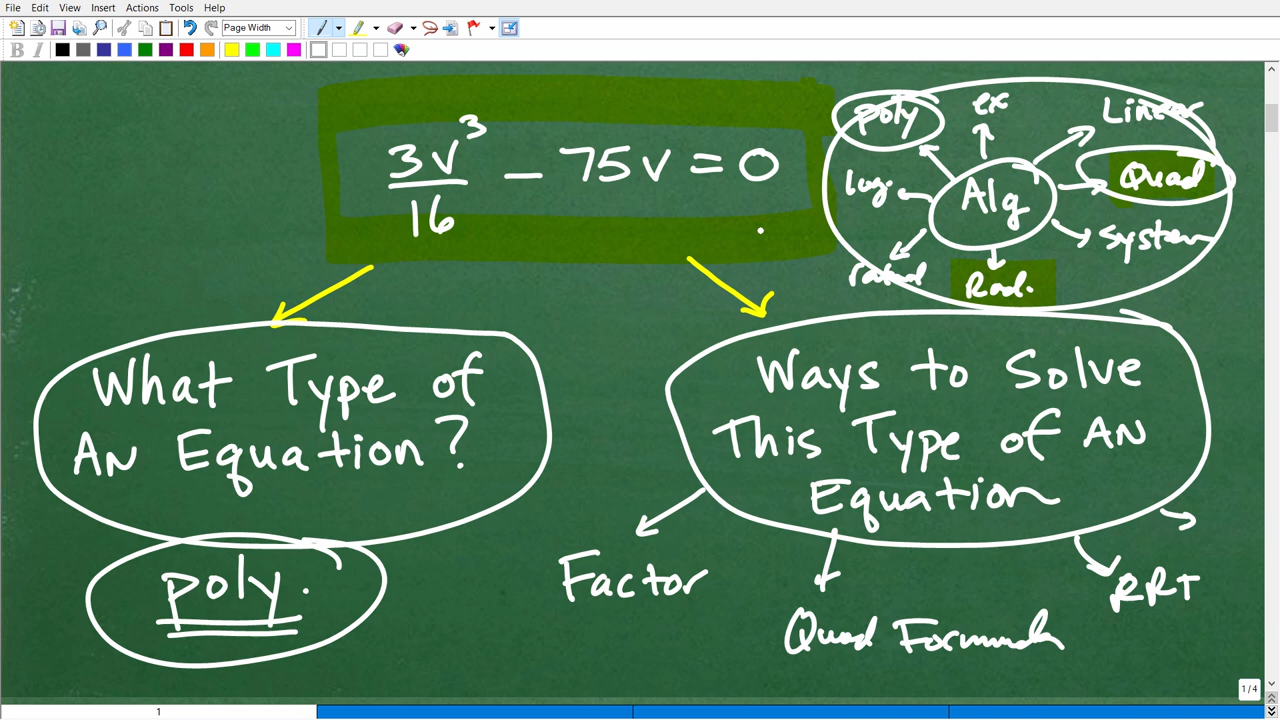 File Edit View Insert Actions Tools Help
Page Width
B I
3v³/16 - 75v = 0
poly
ex
Linear
Log
Alg
Quad
System
Rad.
What Type of
AN Equation?
poly.
Ways to Solve
This Type of AN
Equation
Factor
Quad Formula
RRT
1/4
1